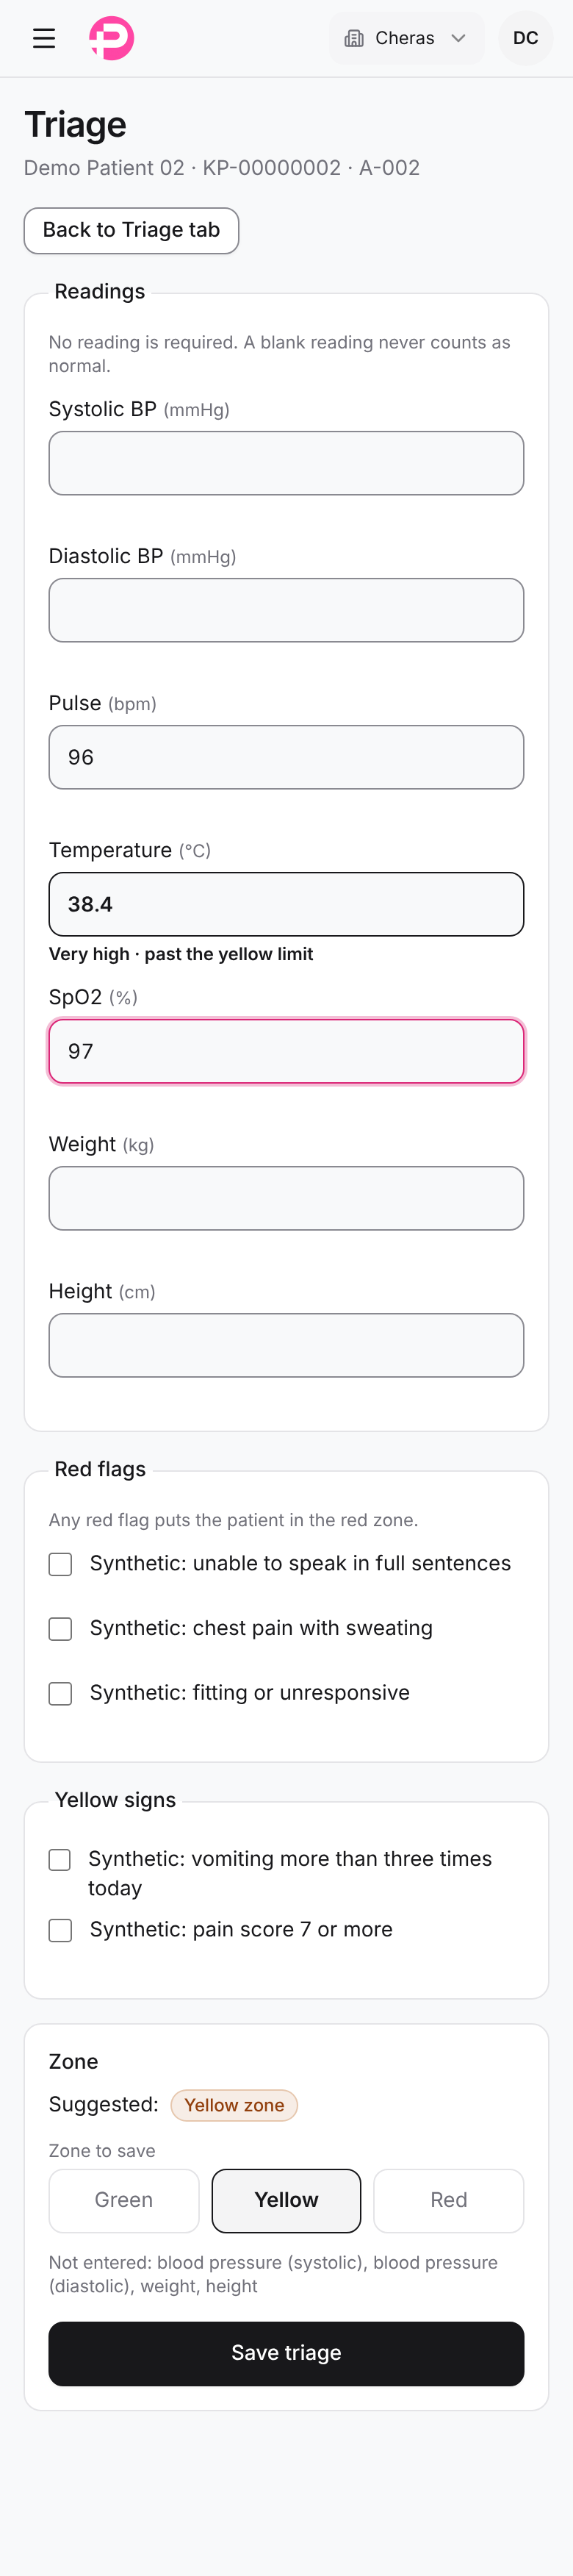 Cheras
DC
Triage
Demo Patient 02 · KP-00000002 · A-002
Back to Triage tab
Readings
No reading is required. A blank reading never counts as
normal.
Systolic BP (mmHg)
Diastolic BP (mmHg)
Pulse (bpm)
96
Temperature (°C)
38.4
Very high · past the yellow limit
SpO2 (%)
97
Weight (kg)
Height (cm)
Red flags
Any red flag puts the patient in the red zone.
Synthetic: unable to speak in full sentences
Synthetic: chest pain with sweating
Synthetic: fitting or unresponsive
Yellow signs
Synthetic: vomiting more than three times
today
Synthetic: pain score 7 or more
Zone
Suggested: Yellow zone
Zone to save
Green Yellow Red
Not entered: blood pressure (systolic), blood pressure
(diastolic), weight, height
Save triage